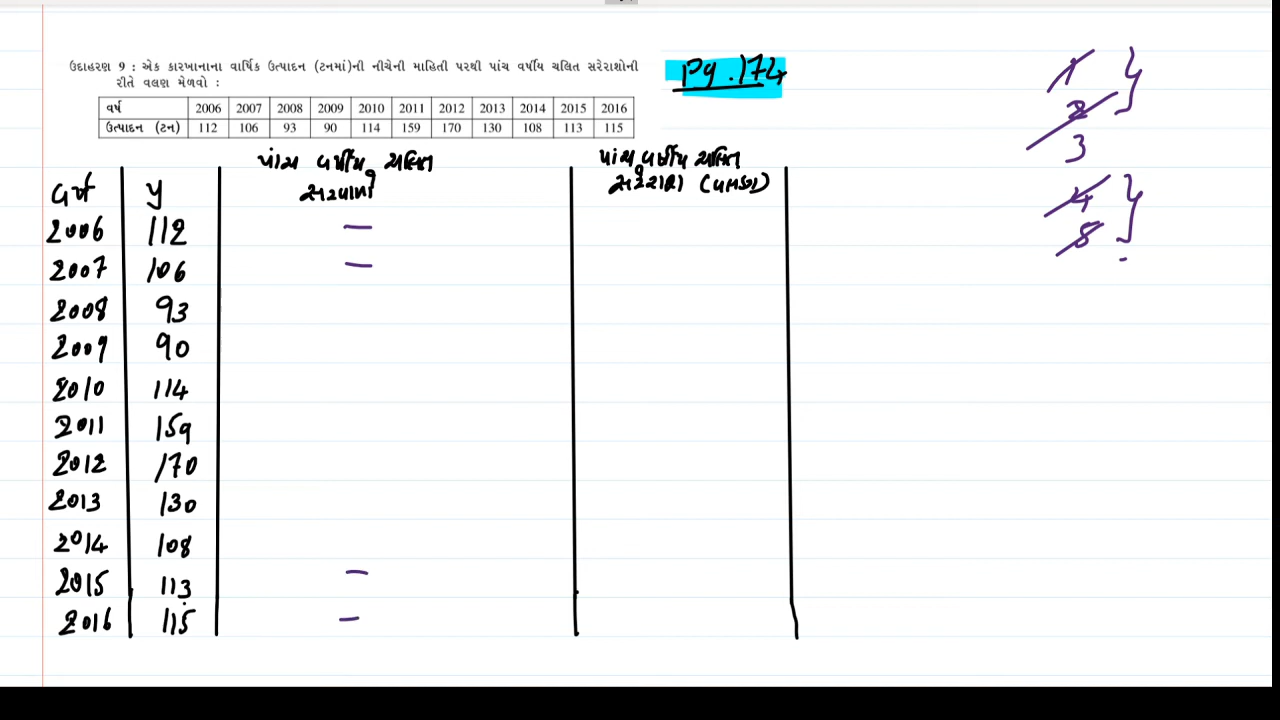 ઉદાહરણ 9 : એક કારખાનાના વાર્ષિક ઉત્પાદન (ટનમાં)ની નીચેની માહિતી પરથી પાંચ વર્ષીય ચલિત સરેરાશોની
રીતે વલણ મેળવો :
Pg. 174
વર્ષ 2006 2007 2008 2009 2010 2011 2012 2013 2014 2015 2016
ઉત્પાદન (ટન) 112 106 93 90 114 159 170 130 108 113 115
પાંચ વર્ષીય ચલિત
સરવાળો
પાંચ વર્ષીય ચલિત
સરેરાશ (વલણ)
વર્ષ y
2006 112 –
2007 106 –
2008 93
2009 90
2010 114
2011 159
2012 170
2013 130
2014 108
2015 113 –
2016 115 –
1
2
3
4
5